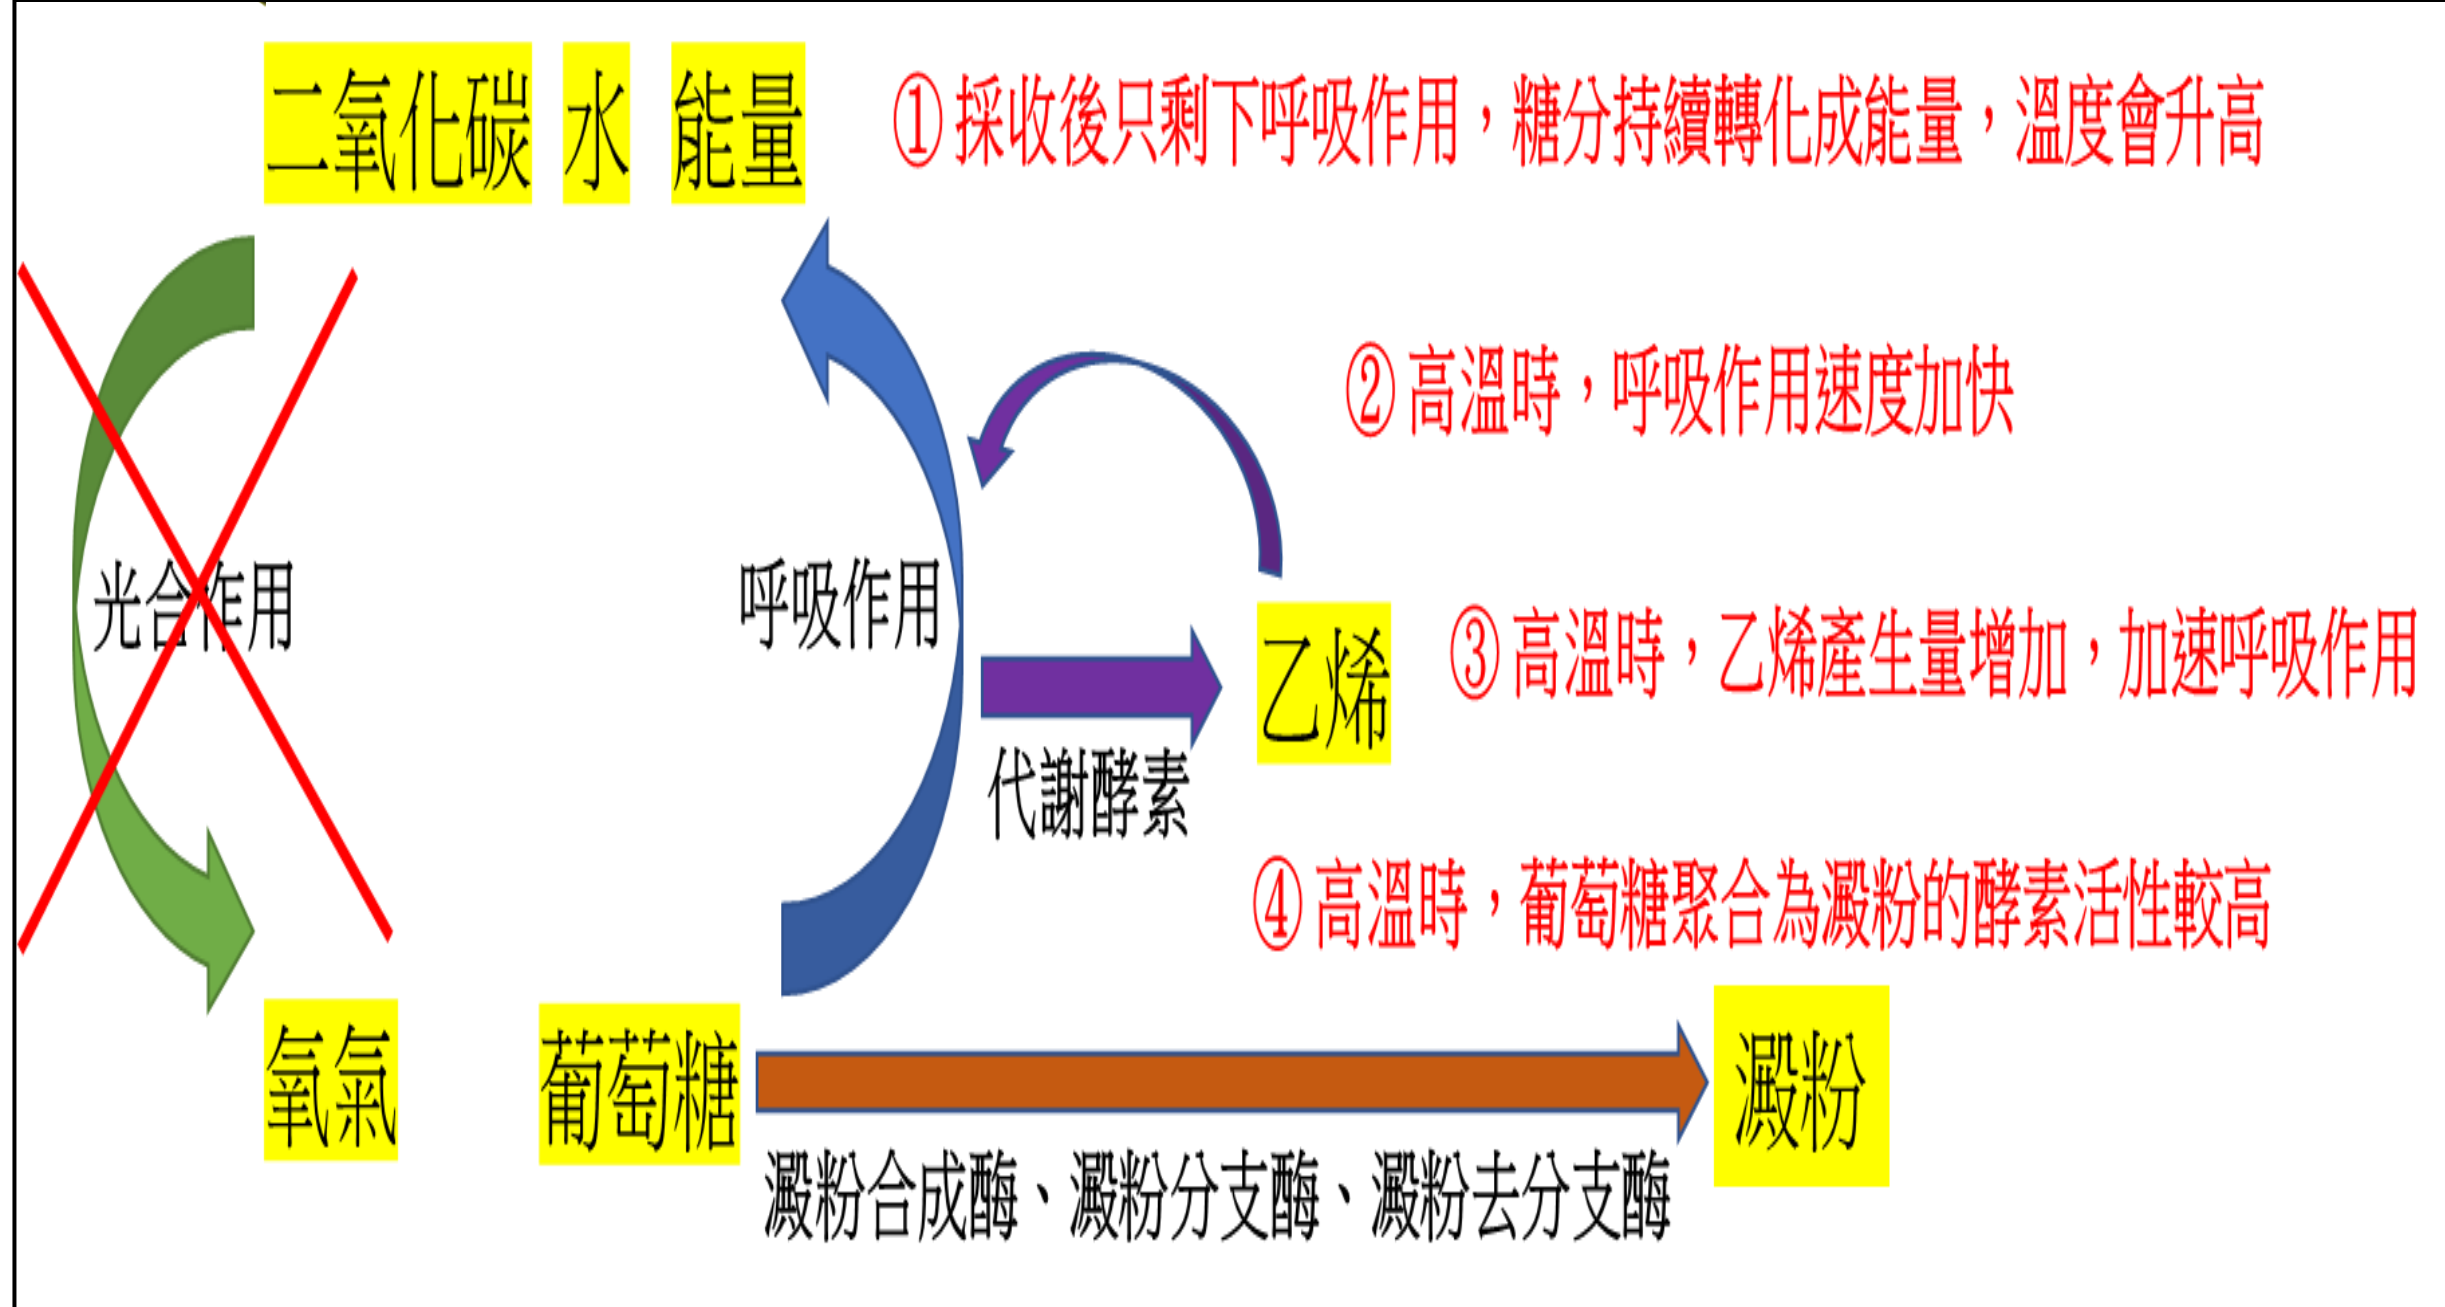 二氧化碳 水 能量
①採收後只剩下呼吸作用，糖分持續轉化成能量，溫度會升高
②高溫時，呼吸作用速度加快
光合作用
呼吸作用
乙烯
③高溫時，乙烯產生量增加，加速呼吸作用
代謝酵素
④高溫時，葡萄糖聚合為澱粉的酵素活性較高
氧氣 葡萄糖
澱粉
澱粉合成酶、澱粉分支酶、澱粉去分支酶